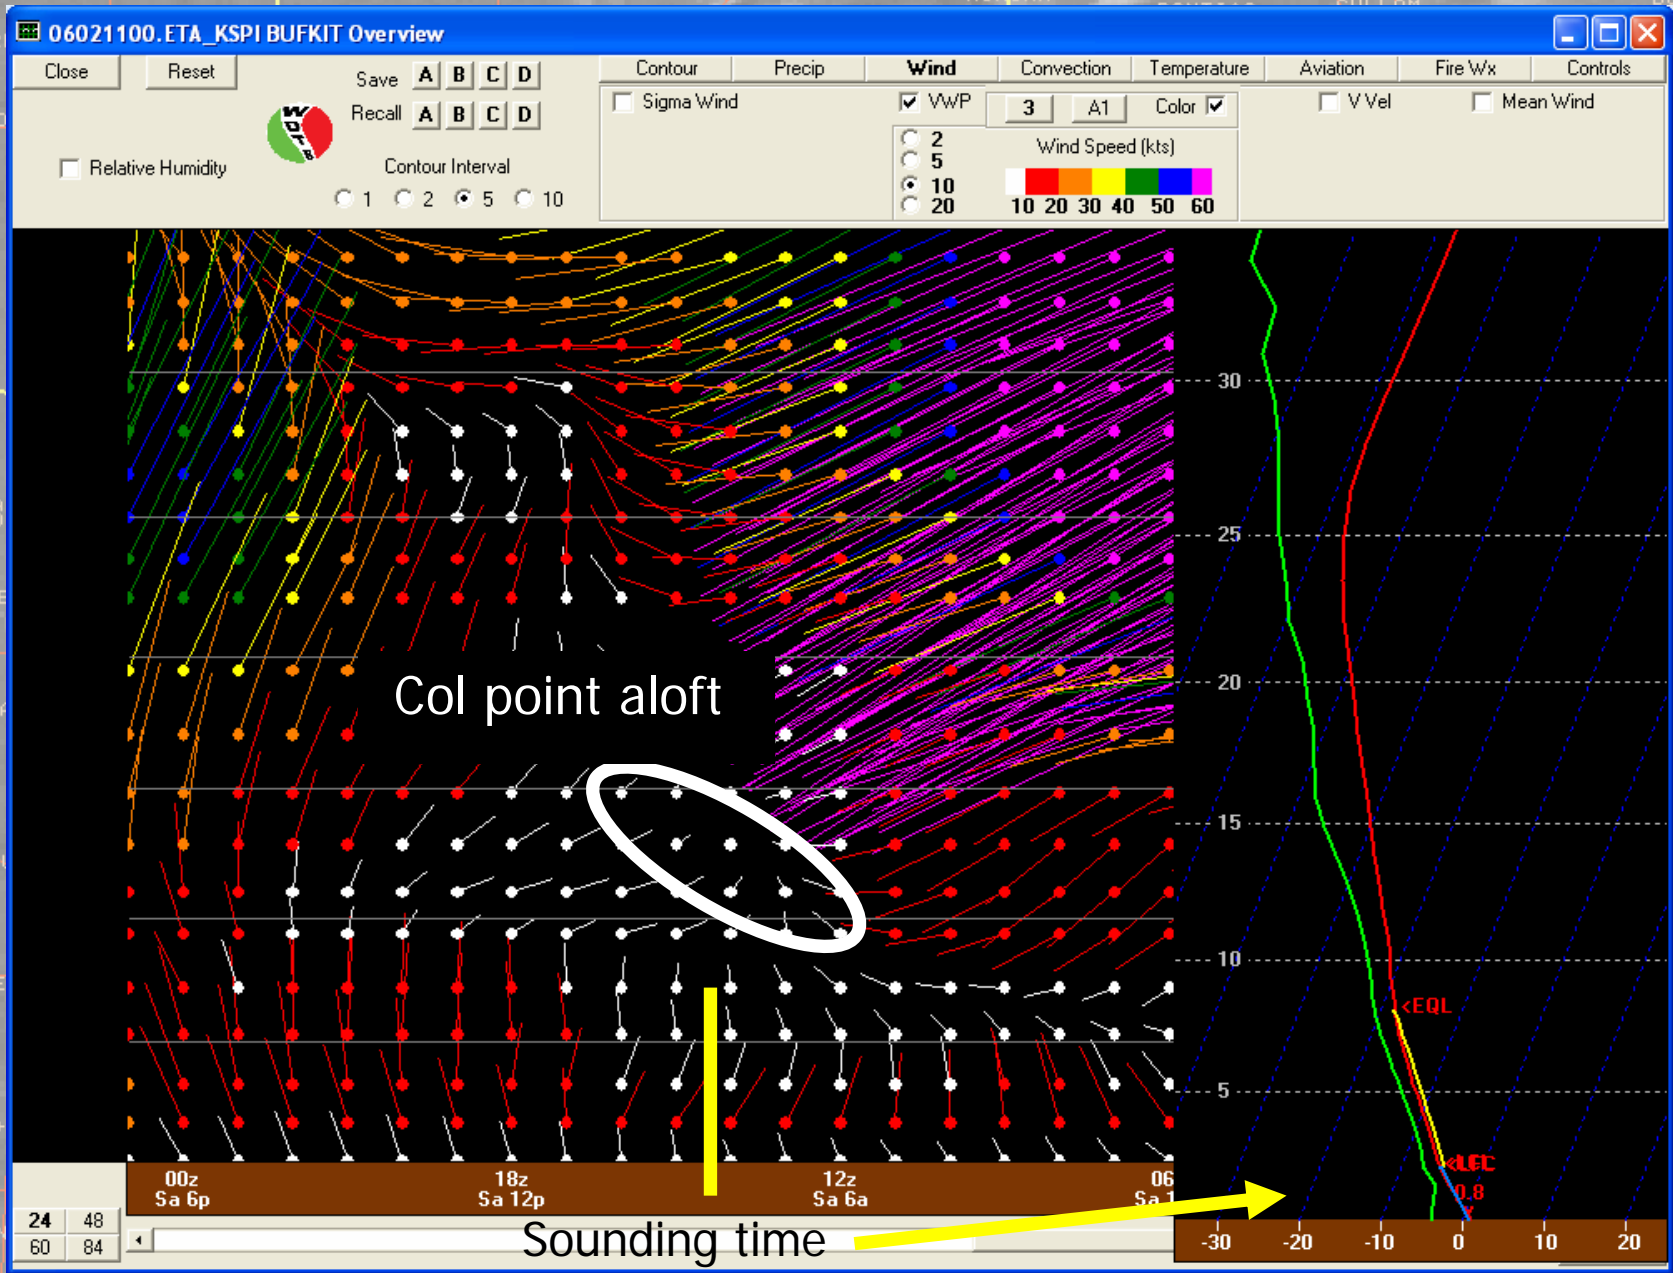 06021100.ETA_KSPI BUFKIT Overview
Close Reset
Save A B C D
Recall A B C D
Relative Humidity
Contour Interval
1 2 5 10
Contour Precip Wind Convection Temperature Aviation Fire Wx Controls
Sigma Wind VWP 3 A1 Color V Vel Mean Wind
2
5
10
20
Wind Speed (kts)
10 20 30 40 50 60
30
25
20
15
10
5
Col point aloft
<EQL
0.8
00z 18z 12z 06
Sa 6p Sa 12p Sa 6a Sa 1
24 48
60 84
Sounding time
-30 -20 -10 0 10 20